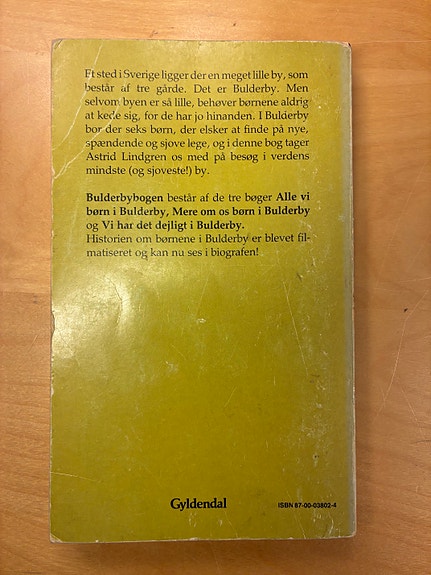 Et sted i Sverige ligger der en meget lille by, som
består af tre gårde. Det er Bulderby. Men
selvom byen er så lille, behøver børnene aldrig
at kede sig, for de har jo hinanden. I Bulderby
bor der seks børn, der elsker at finde på nye,
spændende og sjove lege, og i denne bog tager
Astrid Lindgren os med på besøg i verdens
mindste (og sjoveste!) by.
Bulderbybogen består af de tre bøger Alle vi
børn i Bulderby, Mere om os børn i Bulderby
og Vi har det dejligt i Bulderby.
Historien om børnene i Bulderby er blevet fil-
matiseret og kan nu ses i biografen!
Gyldendal
ISBN 87-00-03802-4